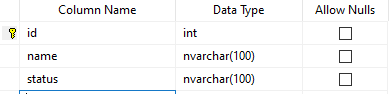 Column Name Data Type Allow Nulls
id int
name nvarchar(100)
status nvarchar(100)